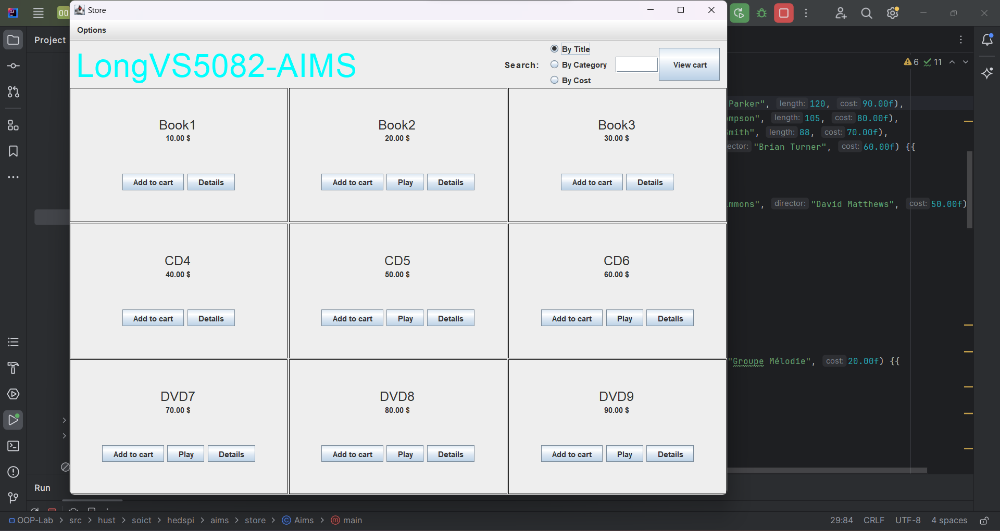 Store
Options
LongVS5082-AIMS
Search:
By Title
By Category
By Cost
View cart
Book1
10.00 $
Add to cart
Details
Book2
20.00 $
Add to cart
Play
Details
Book3
30.00 $
Add to cart
Details
CD4
40.00 $
Add to cart
Details
CD5
50.00 $
Add to cart
Play
Details
CD6
60.00 $
Add to cart
Play
Details
DVD7
70.00 $
Add to cart
Play
Details
DVD8
80.00 $
Add to cart
Play
Details
DVD9
90.00 $
Add to cart
Play
Details
Project
6 11
Parker", length: 120, cost: 90.00f),
mpson", length: 105, cost: 80.00f),
mith", length: 88, cost: 70.00f),
ector: "Brian Turner", cost: 60.00f) {{
mmons", director: "David Matthews", cost: 50.00f)
"Groupe Mélodie", cost: 20.00f) {{
Run
OOP-Lab > src > hust > soict > hedspi > aims > store > Aims > main
29:84 CRLF UTF-8 4 spaces